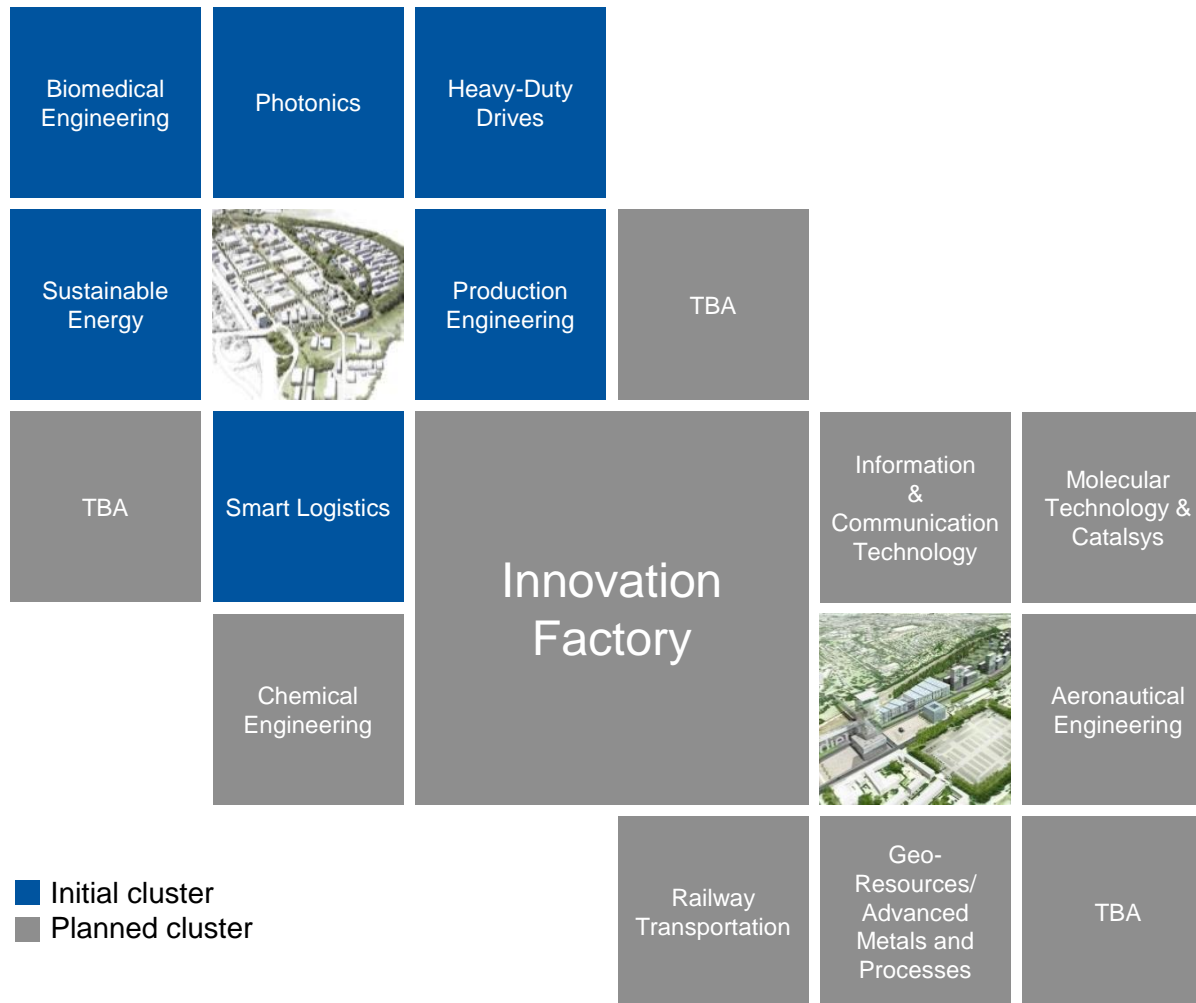 Biomedical
Engineering
Photonics
Heavy-Duty
Drives
Sustainable
Energy
Production
Engineering
TBA
TBA
Smart Logistics
Innovation
Factory
Information
&
Communication
Technology
Molecular
Technology &
Catalsys
Chemical
Engineering
Aeronautical
Engineering
Railway
Transportation
Geo-
Resources/
Advanced
Metals and
Processes
TBA
Initial cluster
Planned cluster